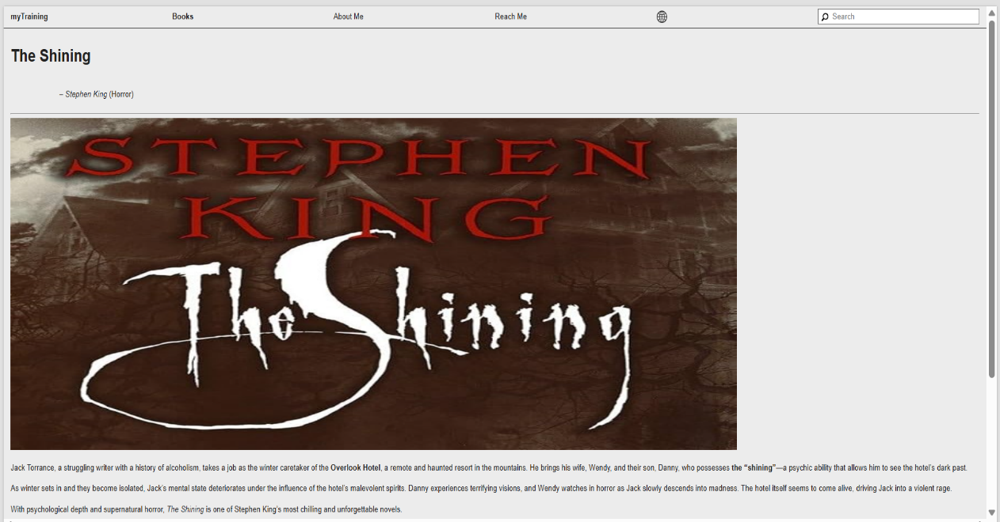 myTraining Books About Me Reach Me Search
The Shining
– Stephen King (Horror)
STEPHEN
KING
The Shining
Jack Torrance, a struggling writer with a history of alcoholism, takes a job as the winter caretaker of the Overlook Hotel, a remote and haunted resort in the mountains. He brings his wife, Wendy, and their son, Danny, who possesses the “shining”—a psychic ability that allows him to see the hotel’s dark past.
As winter sets in and they become isolated, Jack’s mental state deteriorates under the influence of the hotel’s malevolent spirits. Danny experiences terrifying visions, and Wendy watches in horror as Jack slowly descends into madness. The hotel itself seems to come alive, driving Jack into a violent rage.
With psychological depth and supernatural horror, The Shining is one of Stephen King’s most chilling and unforgettable novels.